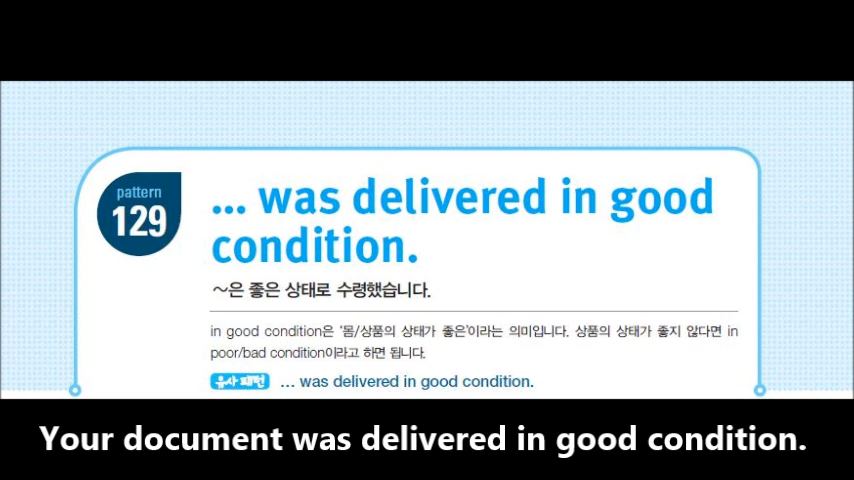 pattern
129
... was delivered in good
condition.
～은 좋은 상태로 수령했습니다.
in good condition은 '몸/상품의 상태가 좋은'이라는 의미입니다. 상품의 상태가 좋지 않다면 in
poor/bad condition이라고 하면 됩니다.
유사 패턴 ... was delivered in good condition.
Your document was delivered in good condition.